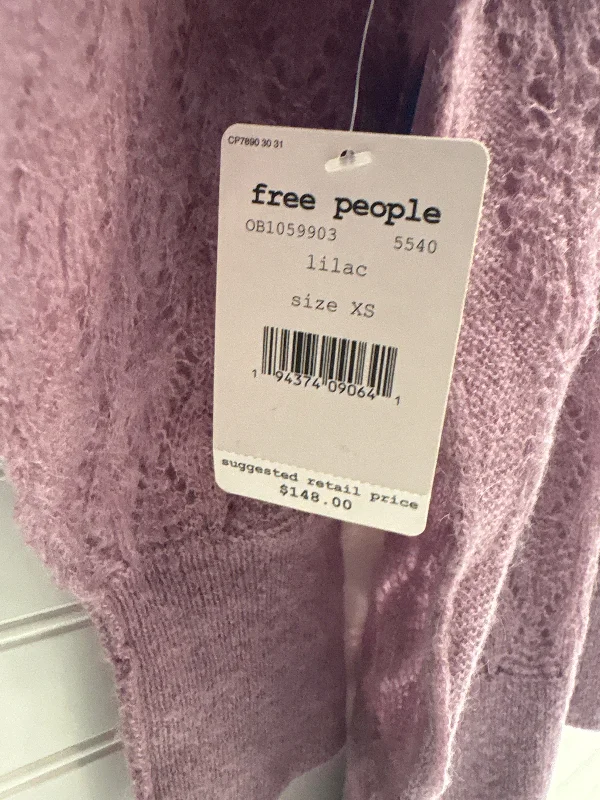 CP7890 30 31
free people
OB1059903 5540
lilac
size XS
1 94374 09064 1
suggested retail price
$148.00